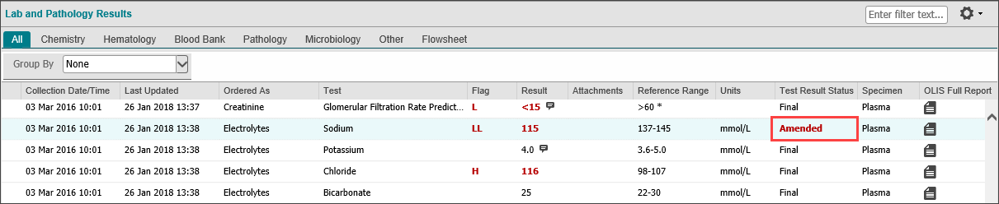 Lab and Pathology Results Enter filter text...
All Chemistry Hematology Blood Bank Pathology Microbiology Other Flowsheet
Group By None
Collection Date/Time Last Updated Ordered As Test Flag Result Attachments Reference Range Units Test Result Status Specimen OLIS Full Report
03 Mar 2016 10:01 26 Jan 2018 13:37 Creatinine Glomerular Filtration Rate Predict... L <15 >60 * Final Plasma
03 Mar 2016 10:01 26 Jan 2018 13:38 Electrolytes Sodium LL 115 137-145 mmol/L Amended Plasma
03 Mar 2016 10:01 26 Jan 2018 13:38 Electrolytes Potassium 4.0 3.6-5.0 mmol/L Final Plasma
03 Mar 2016 10:01 26 Jan 2018 13:38 Electrolytes Chloride H 116 98-107 mmol/L Final Plasma
03 Mar 2016 10:01 26 Jan 2018 13:38 Electrolytes Bicarbonate 25 22-30 mmol/L Final Plasma